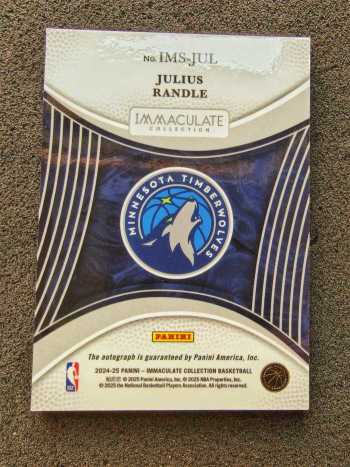 No. IMS-JUL
JULIUS
RANDLE
IMMACULATE
COLLECTION
MINNESOTA TIMBERWOLVES
PANINI
The autograph is guaranteed by Panini America, Inc.
2024-25 PANINI – IMMACULATE COLLECTION BASKETBALL
© 2025 Panini America, Inc. © 2025 NBA Properties, Inc.
© 2025 the National Basketball Players Association. All rights reserved.